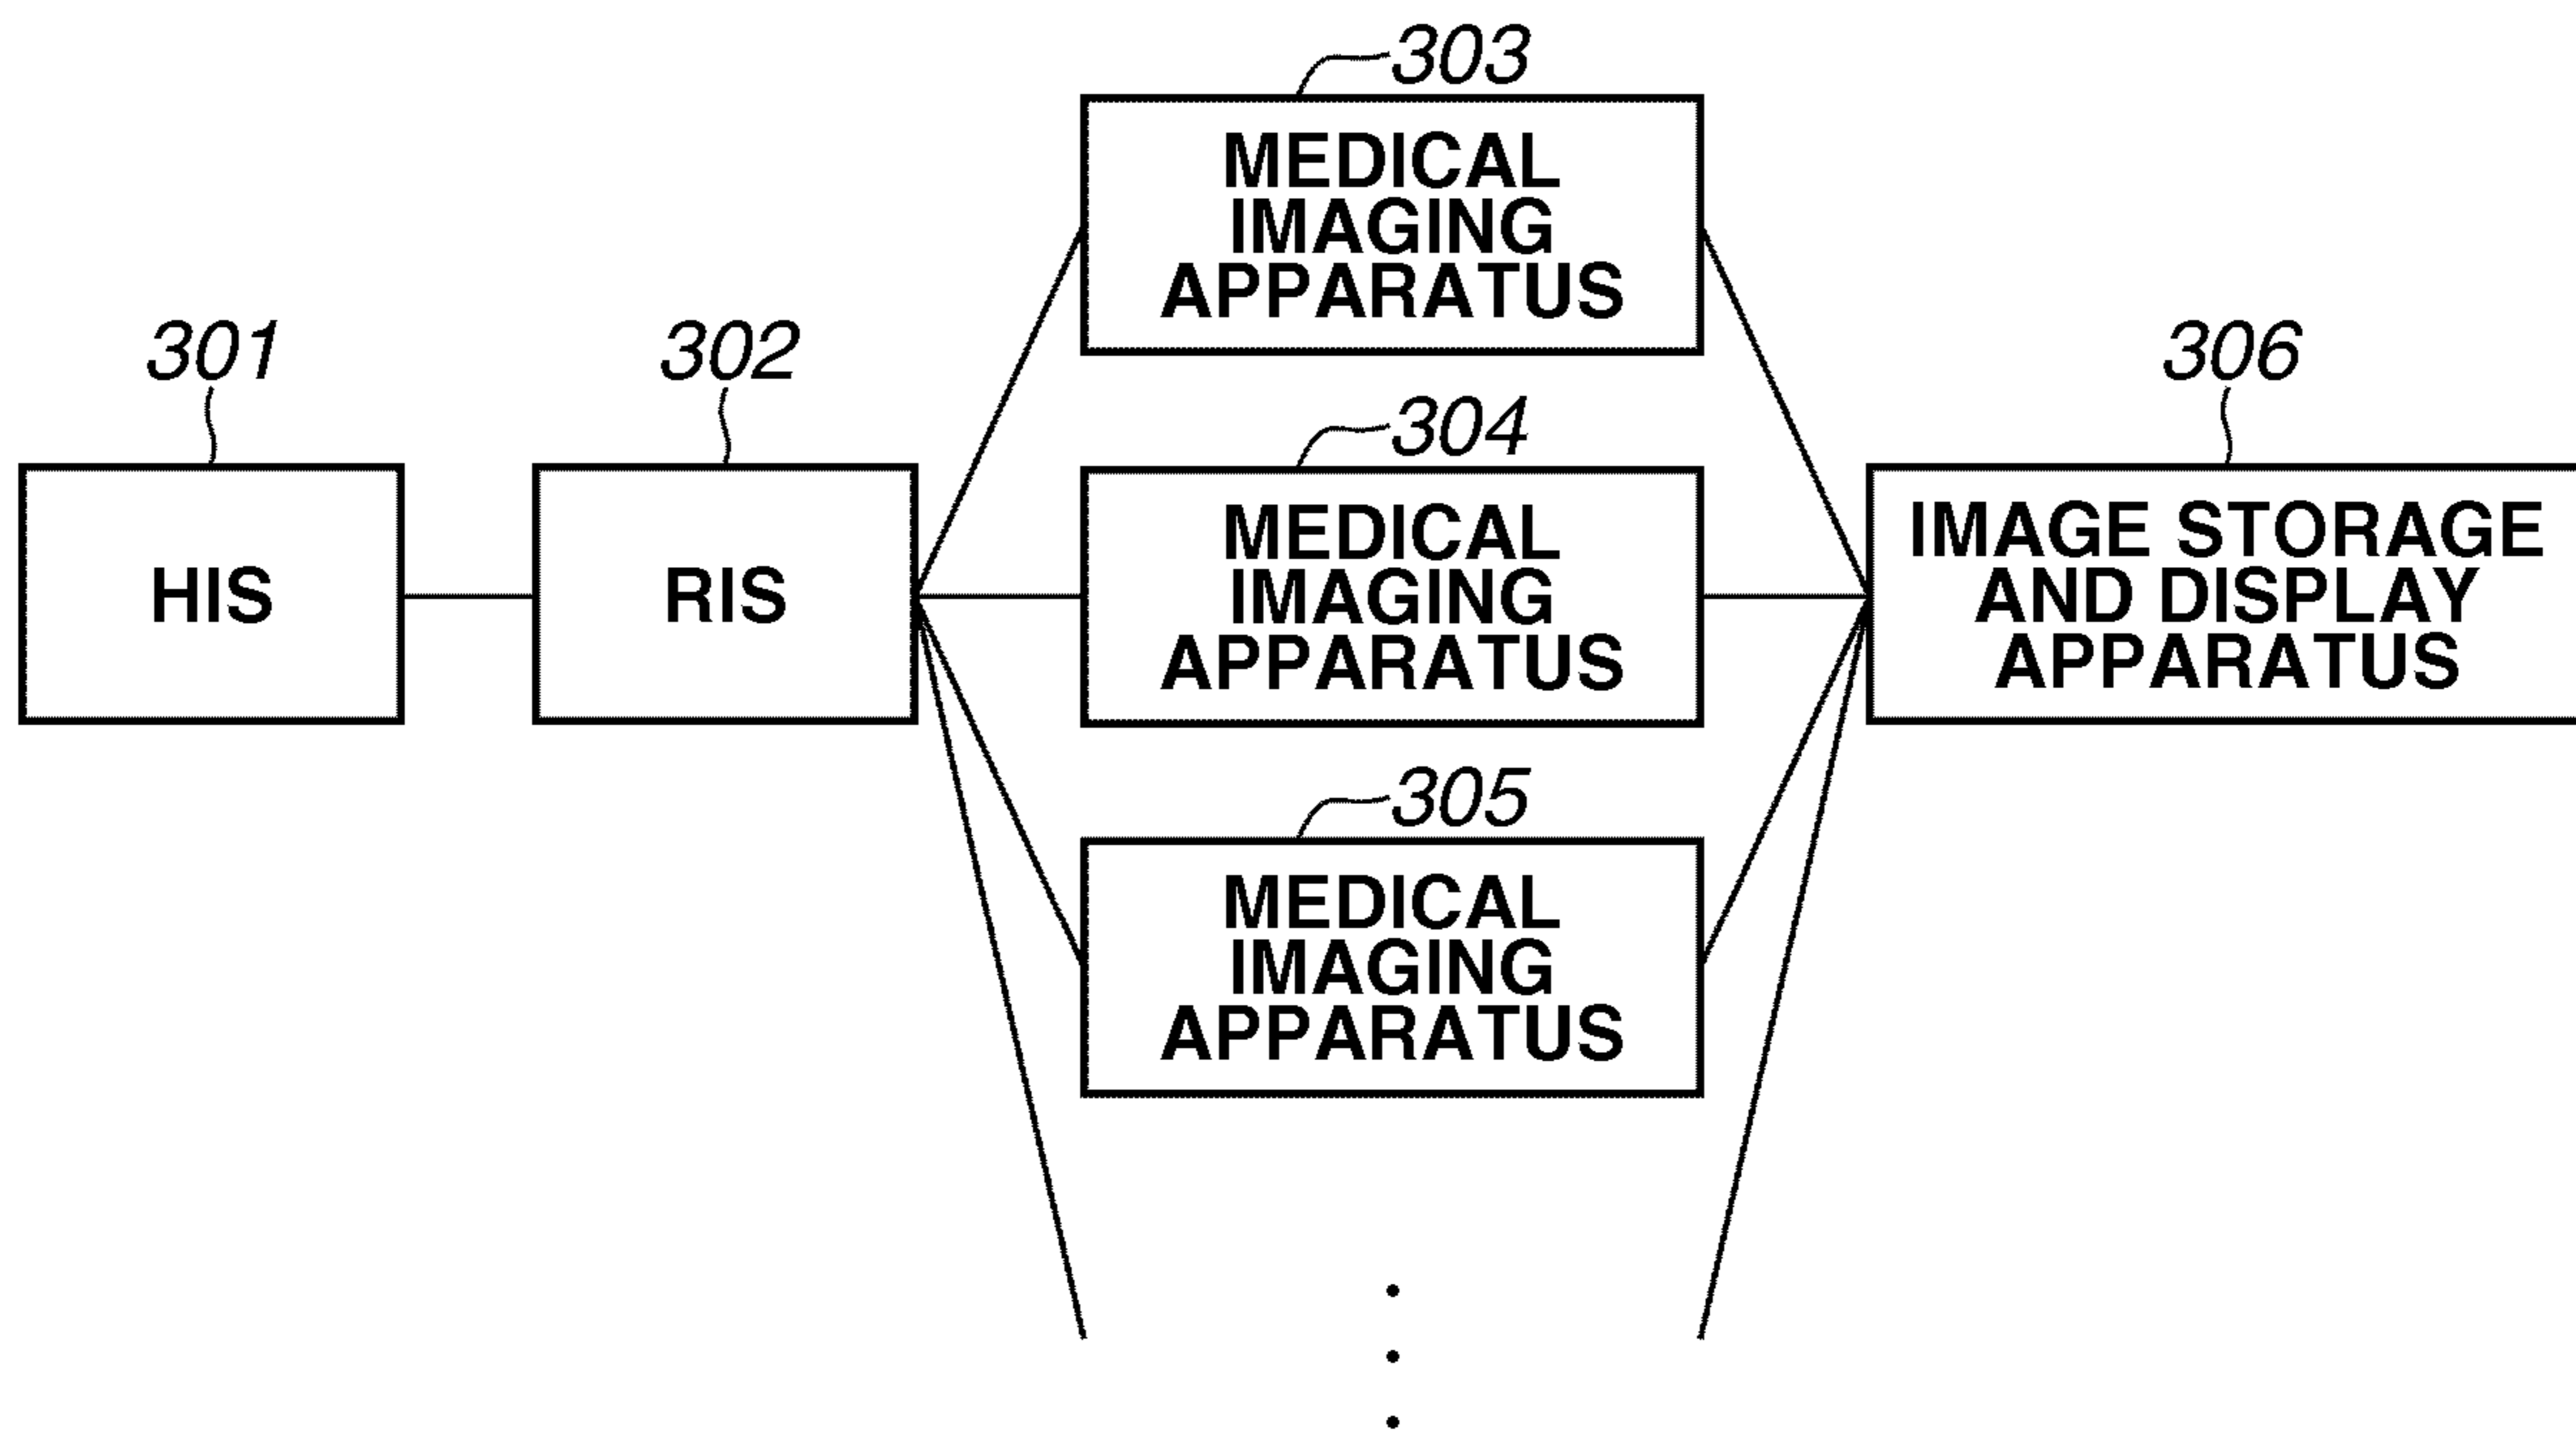 303
MEDICAL
IMAGING
APPARATUS
301
HIS
302
RIS
304
MEDICAL
IMAGING
APPARATUS
305
MEDICAL
IMAGING
APPARATUS
306
IMAGE STORAGE
AND DISPLAY
APPARATUS